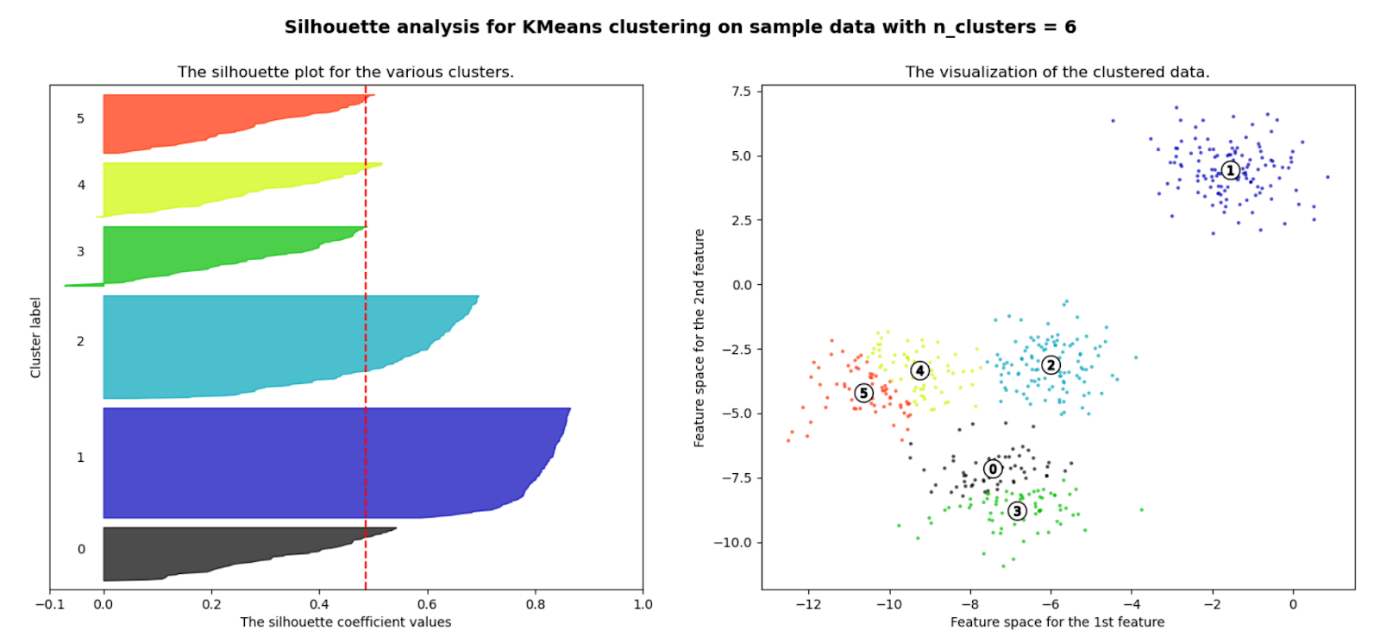 Silhouette analysis for KMeans clustering on sample data with n_clusters = 6
The silhouette plot for the various clusters.
5
4
3
2
1
0
Cluster label
−0.1 0.0 0.2 0.4 0.6 0.8 1.0
The silhouette coefficient values
The visualization of the clustered data.
7.5
5.0
2.5
0.0
−2.5
−5.0
−7.5
−10.0
Feature space for the 2nd feature
1
2
4
5
0
3
−12 −10 −8 −6 −4 −2 0
Feature space for the 1st feature